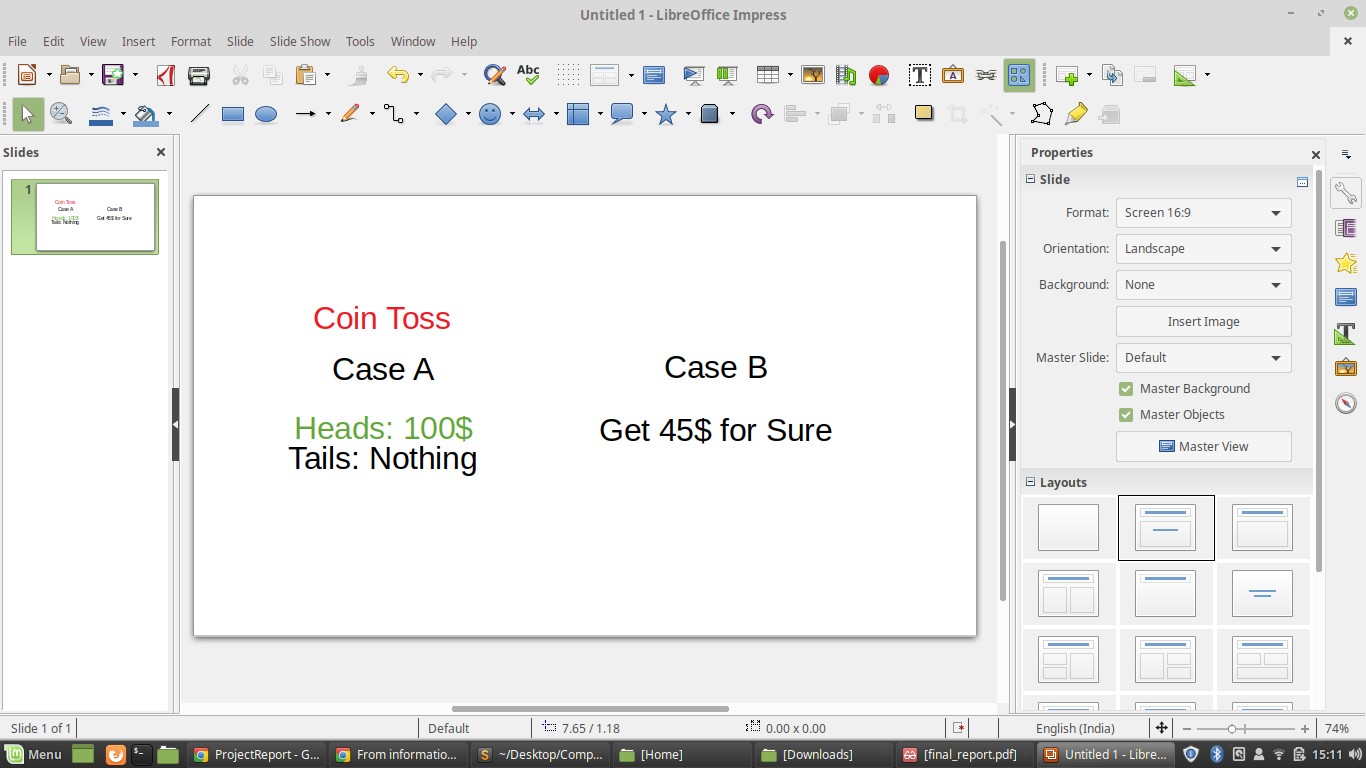 Untitled 1 - LibreOffice Impress
File Edit View Insert Format Slide Slide Show Tools Window Help
Abc
T
A
Slides
1
Coin Toss
Case A
Case B
Heads: 100$
Get 45$ for Sure
Tails: Nothing
Coin Toss
Case A
Case B
Heads: 100$
Get 45$ for Sure
Tails: Nothing
Properties
Slide
Format: Screen 16:9
Orientation: Landscape
Background: None
Insert Image
Master Slide: Default
Master Background
Master Objects
Master View
Layouts
Slide 1 of 1 Default 7.65 / 1.18 0.00 x 0.00 English (India) 74%
Menu ProjectReport - G... From informatio... ~/Desktop/Comp... [Home] [Downloads] [final_report.pdf] Untitled 1 - Libre... 15:11